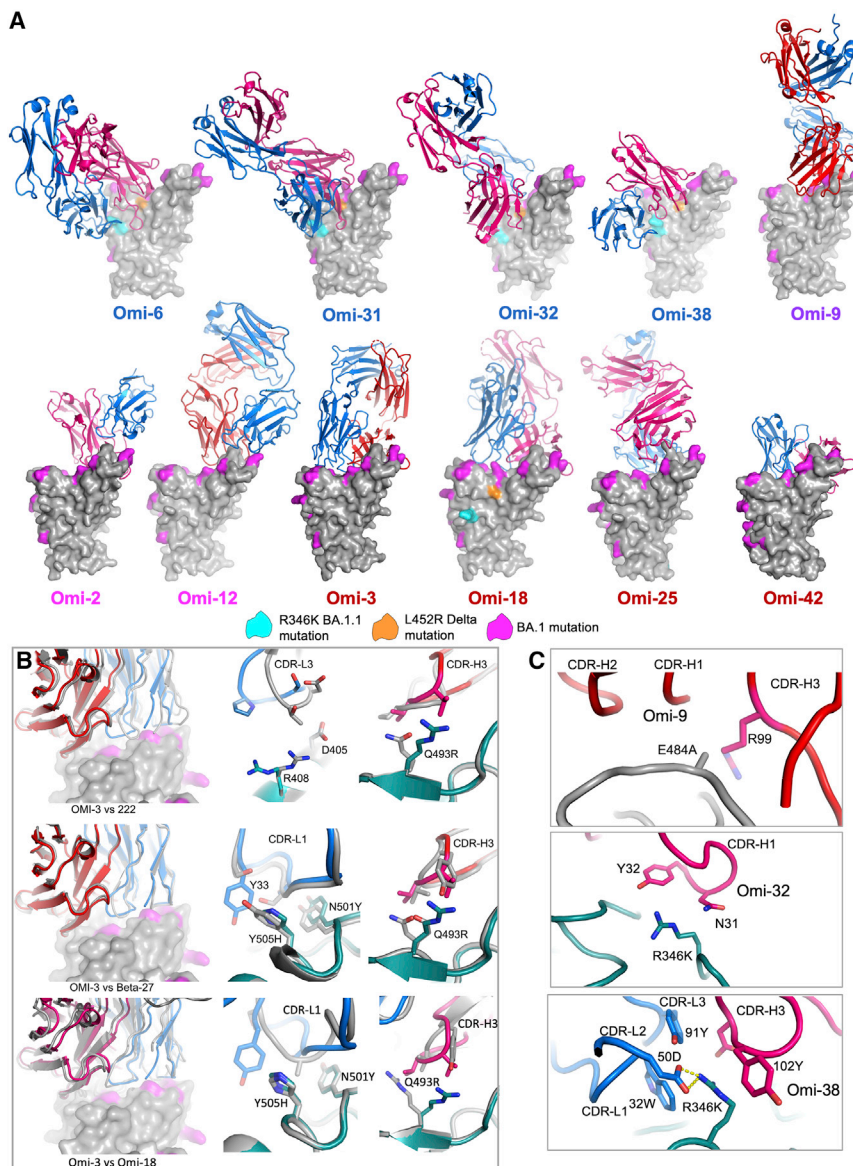 A
Omi-6 Omi-31 Omi-32 Omi-38 Omi-9
Omi-2 Omi-12 Omi-3 Omi-18 Omi-25 Omi-42
R346K BA.1.1 mutation
L452R Delta mutation
BA.1 mutation
B
CDR-L3
CDR-H3
D405
R408
Q493R
OMI-3 vs 222
CDR-L1
CDR-H3
Y33
N501Y
Y505H
Q493R
OMI-3 vs Beta-27
CDR-L1
CDR-H3
N501Y
Y505H
Q493R
Omi-3 vs Omi-18
C
CDR-H2
CDR-H1
CDR-H3
Omi-9
R99
E484A
CDR-H1
Y32
Omi-32
N31
R346K
CDR-L3
CDR-H3
CDR-L2
91Y
50D
102Y
Omi-38
32W
R346K
CDR-L1